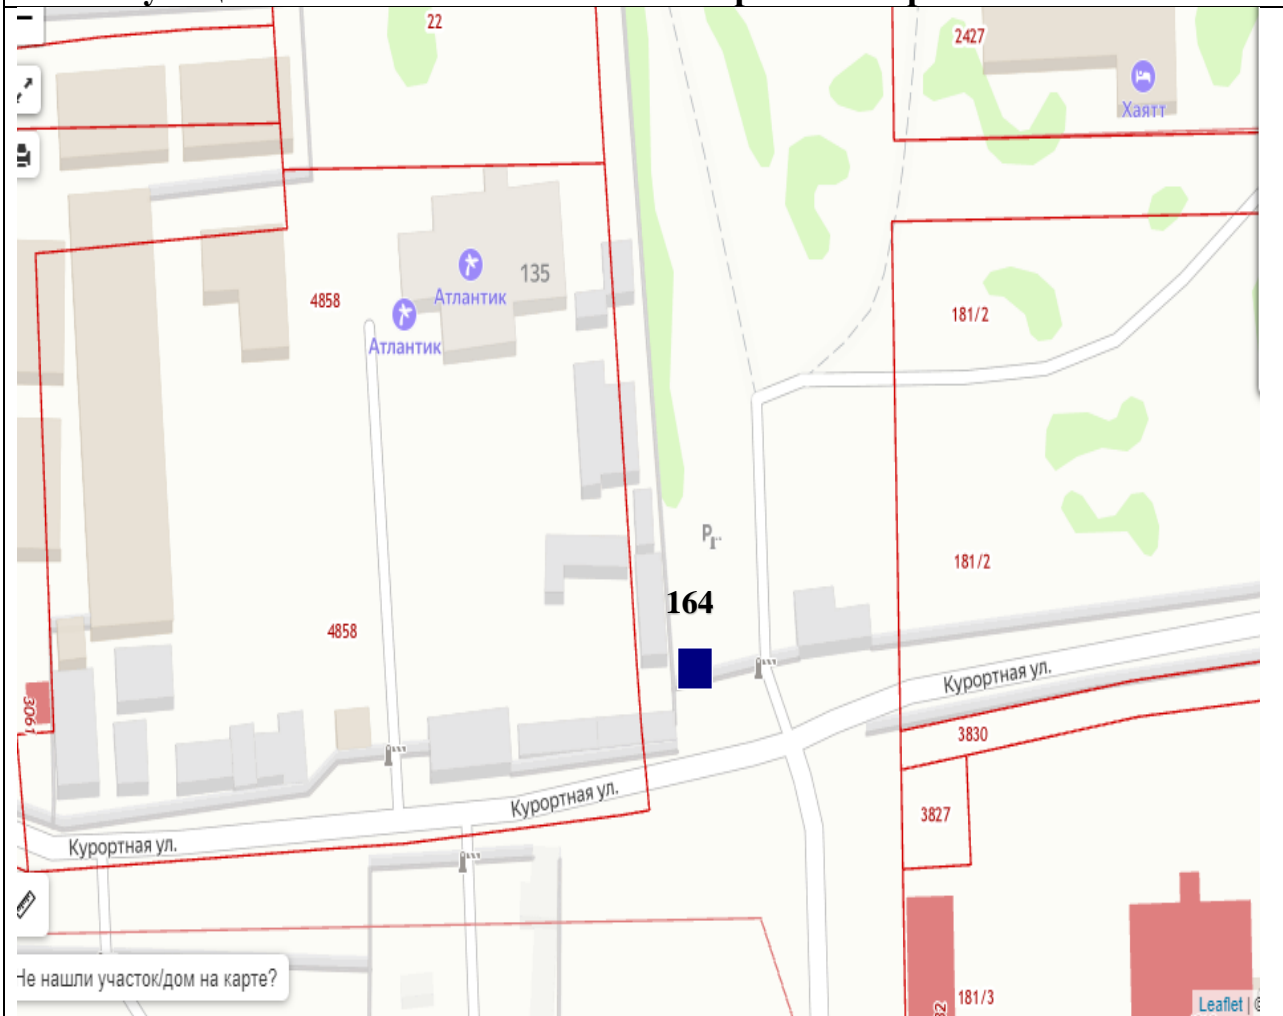 22
2427
Хаятт
135
4858
Атлантик
Атлантик
181/2
P
181/2
164
4858
Курортная ул.
3061
3830
Курортная ул.
3827
Курортная ул.
Не нашли участок/дом на карте?
181/3
Leaflet | ©